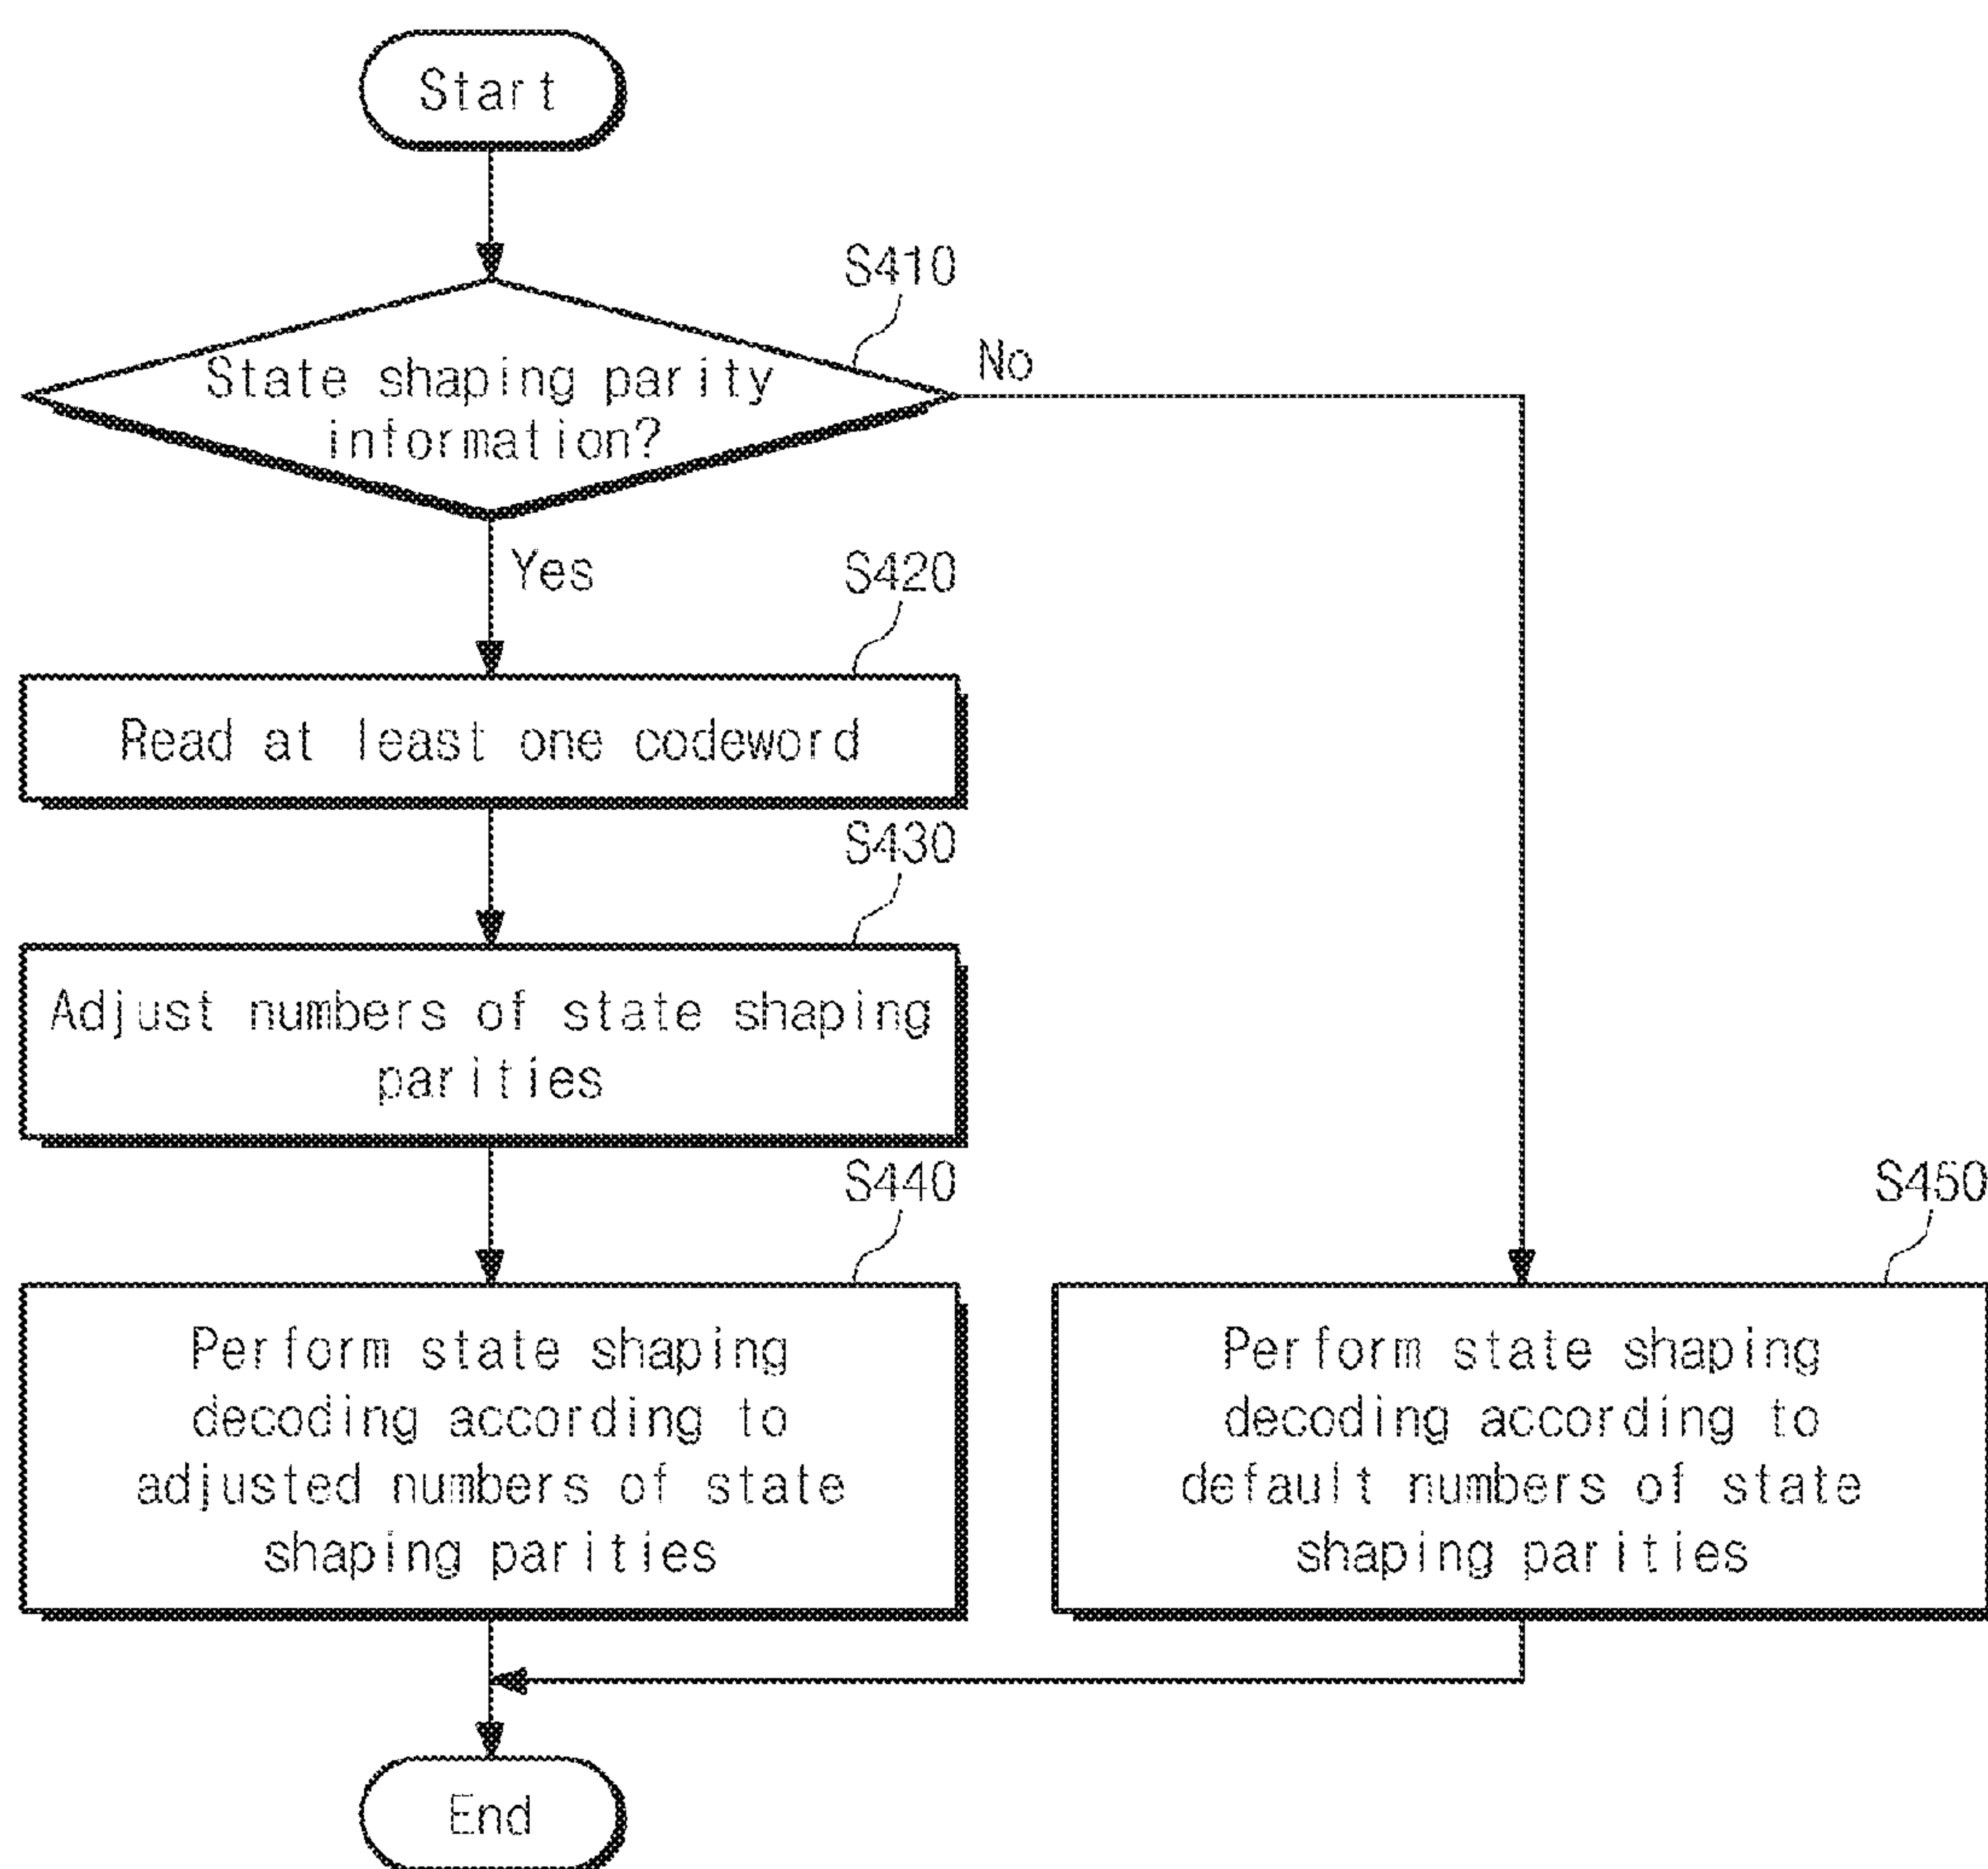 Start
S410
State shaping parity
information?
No
Yes
S420
Read at least one codeword
S430
Adjust numbers of state shaping
parities
S440
Perform state shaping
decoding according to
adjusted numbers of state
shaping parities
S450
Perform state shaping
decoding according to
default numbers of state
shaping parities
End